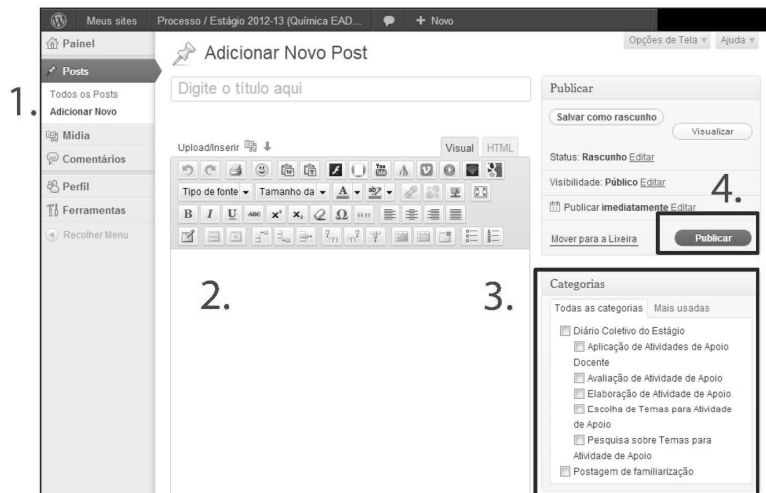 Meus sites
Processo / Estágio 2012-13 (Química EAD...
+ Novo
Opções de Tela
Ajuda
Painel
Adicionar Novo Post
Posts
1.
Todos os Posts
Adicionar Novo
Mídia
Comentários
Perfil
Ferramentas
Recolher Menu
Digite o título aqui
Upload/Inserir
Visual
HTML
Tipo de fonte
Tamanho da
A
B I U ABC x² x₂ Ω
2.
3.
Publicar
Salvar como rascunho
Visualizar
Status: Rascunho Editar
Visibilidade: Público Editar
4.
Publicar imediatamente Editar
Mover para a Lixeira
Publicar
Categorias
Todas as categorias
Mais usadas
Diário Coletivo do Estágio
Aplicação de Atividades de Apoio
Docente
Avaliação de Atividade de Apoio
Elaboração de Atividade de Apoio
Escolha de Temas para Atividade
de Apoio
Pesquisa sobre Temas para
Atividade de Apoio
Postagem de familiarização